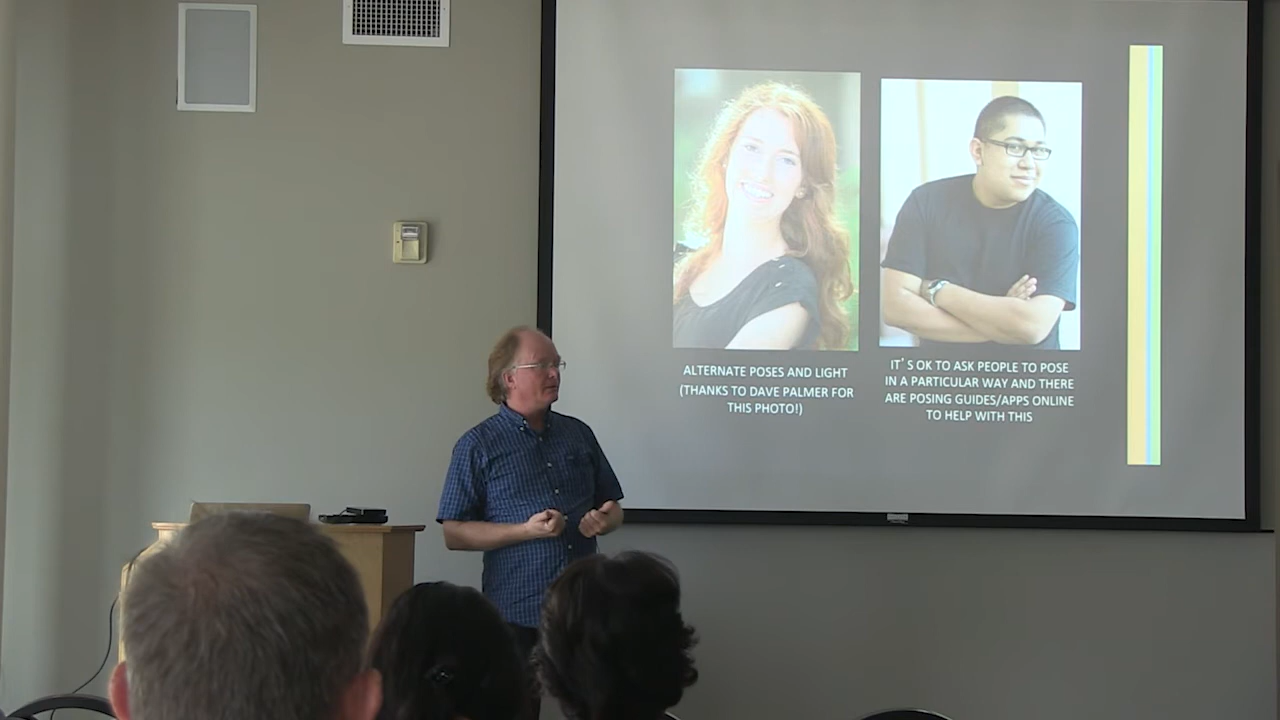 ALTERNATE POSES AND LIGHT
(THANKS TO DAVE PALMER FOR
THIS PHOTO!)
IT'S OK TO ASK PEOPLE TO POSE
IN A PARTICULAR WAY AND THERE
ARE POSING GUIDES/APPS ONLINE
TO HELP WITH THIS